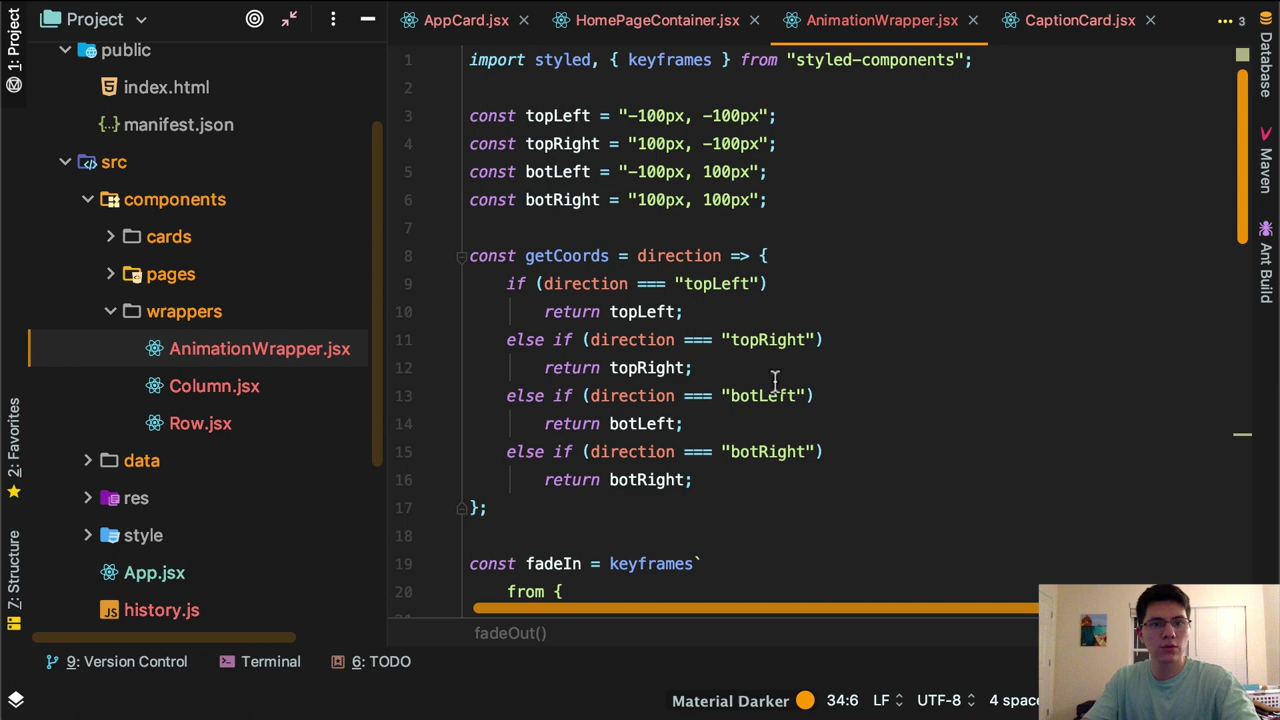 Project
AppCard.jsx
HomePageContainer.jsx
AnimationWrapper.jsx
CaptionCard.jsx
3
1: Project
2: Favorites
7: Structure
public
index.html
manifest.json
src
components
cards
pages
wrappers
AnimationWrapper.jsx
Column.jsx
Row.jsx
data
res
style
App.jsx
history.js
1 import styled, { keyframes } from "styled-components";
2
3 const topLeft = "-100px, -100px";
4 const topRight = "100px, -100px";
5 const botLeft = "-100px, 100px";
6 const botRight = "100px, 100px";
7
8 const getCoords = direction => {
9 if (direction === "topLeft")
10 return topLeft;
11 else if (direction === "topRight")
12 return topRight;
13 else if (direction === "botLeft")
14 return botLeft;
15 else if (direction === "botRight")
16 return botRight;
17 };
18
19 const fadeIn = keyframes`
20 from {
fadeOut()
Database
Maven
Ant Build
9: Version Control
Terminal
6: TODO
Material Darker
34:6
LF
UTF-8
4 spac